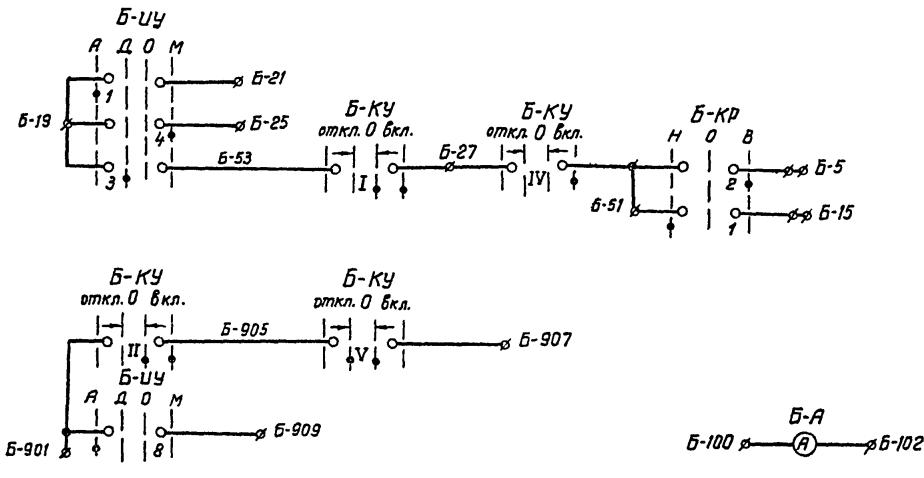 Б-ИУ
А Д О М
Б-19
1
Б-21
4
Б-25
3
Б-53
Б-КУ
откл. О вкл.
I
Б-27
Б-КУ
откл. О вкл.
IV
Б-51
Б-КР
Н О В
2
Б-5
1
Б-15
Б-КУ
откл. О вкл.
II
Б-905
Б-КУ
откл. О вкл.
V
Б-907
Б-ИУ
А Д О М
Б-901
8
Б-909
Б-А
Б-100
А
Б-102